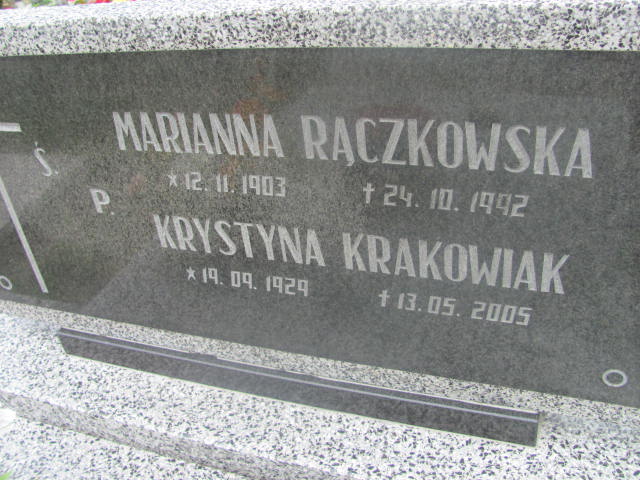 Ś.
MARIANNA RĄCZKOWSKA
* 12. 11. 1903 † 24. 10. 1992
P.
KRYSTYNA KRAKOWIAK
* 19. 09. 1929 † 13. 05. 2005